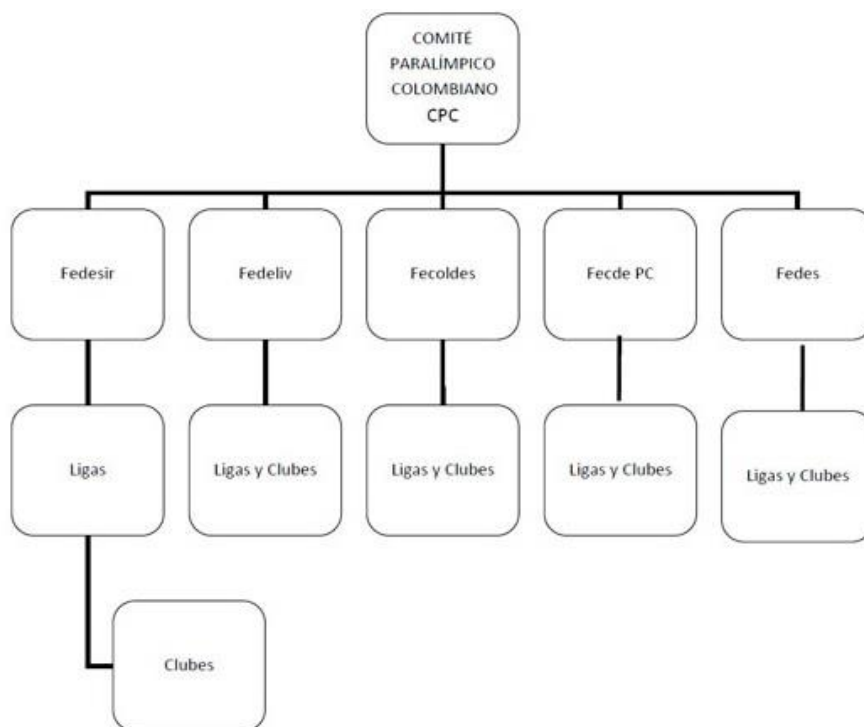 COMITÉ
PARALÍMPICO
COLOMBIANO
CPC
Fedesir
Fedeliv
Fecoldes
Fecde PC
Fedes
Ligas
Ligas y Clubes
Ligas y Clubes
Ligas y Clubes
Ligas y Clubes
Clubes